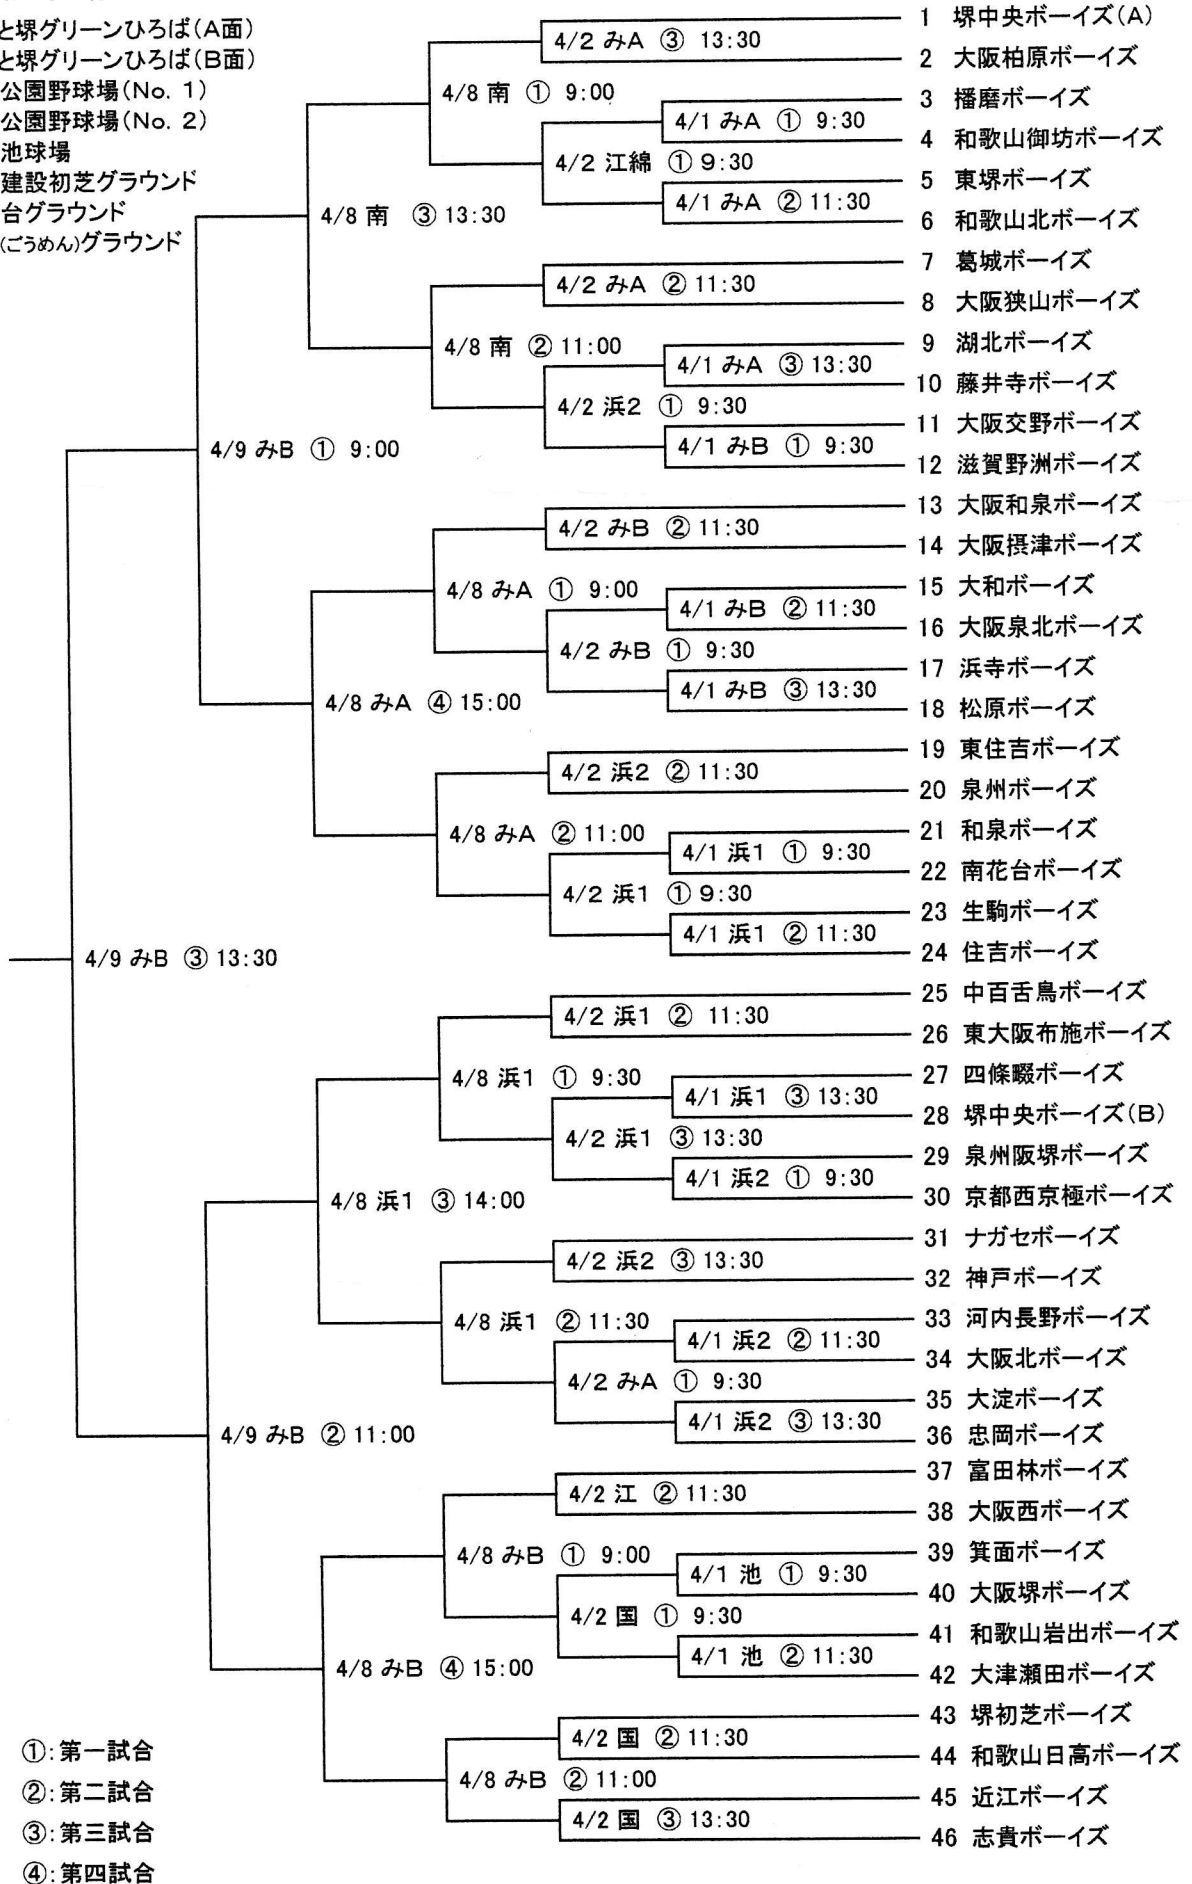 と堺グリーンひろば(A面)
と堺グリーンひろば(B面)
公園野球場(No. 1)
公園野球場(No. 2)
池球場
建設初芝グラウンド
台グラウンド
(ごうめん)グラウンド
1 堺中央ボーイズ(A)
4/2 みA ③ 13:30
2 大阪柏原ボーイズ
4/8 南 ① 9:00
3 播磨ボーイズ
4/1 みA ① 9:30
4 和歌山御坊ボーイズ
4/2 江綿 ① 9:30
5 東堺ボーイズ
4/1 みA ② 11:30
6 和歌山北ボーイズ
4/8 南 ③ 13:30
7 葛城ボーイズ
4/2 みA ② 11:30
8 大阪狭山ボーイズ
4/8 南 ② 11:00
9 湖北ボーイズ
4/1 みA ③ 13:30
10 藤井寺ボーイズ
4/2 浜2 ① 9:30
11 大阪交野ボーイズ
4/1 みB ① 9:30
12 滋賀野洲ボーイズ
4/9 みB ① 9:00
13 大阪和泉ボーイズ
4/2 みB ② 11:30
14 大阪摂津ボーイズ
4/8 みA ① 9:00
15 大和ボーイズ
4/1 みB ② 11:30
16 大阪泉北ボーイズ
4/2 みB ① 9:30
17 浜寺ボーイズ
4/1 みB ③ 13:30
18 松原ボーイズ
4/8 みA ④ 15:00
19 東住吉ボーイズ
4/2 浜2 ② 11:30
20 泉州ボーイズ
4/8 みA ② 11:00
21 和泉ボーイズ
4/1 浜1 ① 9:30
22 南花台ボーイズ
4/2 浜1 ① 9:30
23 生駒ボーイズ
4/1 浜1 ② 11:30
24 住吉ボーイズ
4/9 みB ③ 13:30
25 中百舌鳥ボーイズ
4/2 浜1 ② 11:30
26 東大阪布施ボーイズ
4/8 浜1 ① 9:30
27 四條畷ボーイズ
4/1 浜1 ③ 13:30
28 堺中央ボーイズ(B)
4/2 浜1 ③ 13:30
29 泉州阪堺ボーイズ
4/1 浜2 ① 9:30
30 京都西京極ボーイズ
4/8 浜1 ③ 14:00
31 ナガセボーイズ
4/2 浜2 ③ 13:30
32 神戸ボーイズ
4/8 浜1 ② 11:30
33 河内長野ボーイズ
4/1 浜2 ② 11:30
34 大阪北ボーイズ
4/2 みA ① 9:30
35 大淀ボーイズ
4/1 浜2 ③ 13:30
36 忠岡ボーイズ
4/9 みB ② 11:00
37 富田林ボーイズ
4/2 江 ② 11:30
38 大阪西ボーイズ
4/8 みB ① 9:00
39 箕面ボーイズ
4/1 池 ① 9:30
40 大阪堺ボーイズ
4/2 国 ① 9:30
41 和歌山岩出ボーイズ
4/1 池 ② 11:30
42 大津瀬田ボーイズ
4/8 みB ④ 15:00
43 堺初芝ボーイズ
4/2 国 ② 11:30
44 和歌山日高ボーイズ
4/8 みB ② 11:00
45 近江ボーイズ
4/2 国 ③ 13:30
46 志貴ボーイズ
①:第一試合
②:第二試合
③:第三試合
④:第四試合